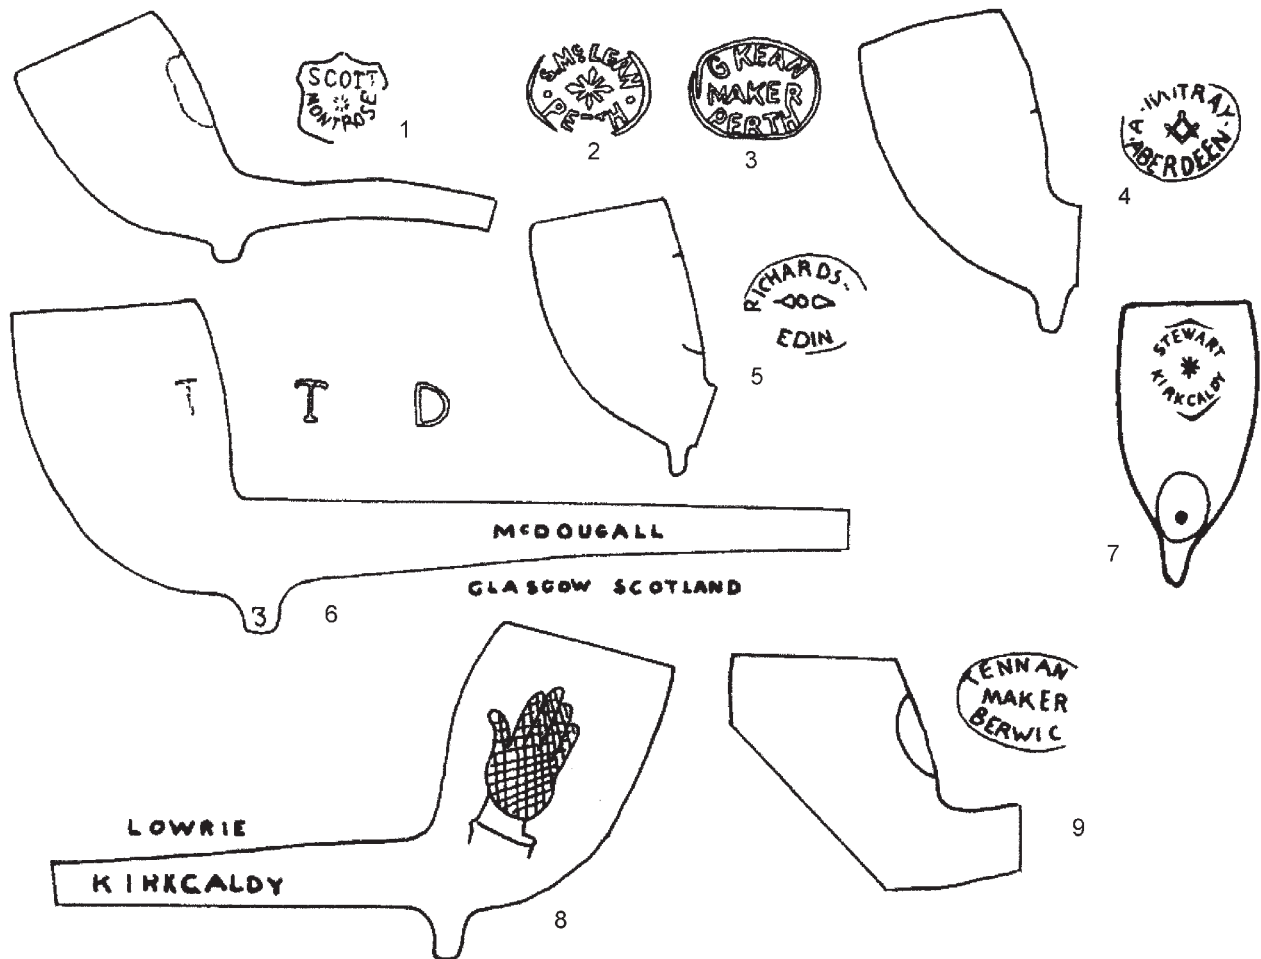 SCOTT
MONTROSE
1
S. McLEAN
PE-TH
2
G KEAN
MAKER
PERTH
3
A.
ABERDEEN.
4
RICHARDS-
EDIN
5
T T D
McDOUGALL
GLASGOW SCOTLAND
3
6
STEWART
KIRKCALDY
7
LOWRIE
KIRKCALDY
8
TENNAN
MAKER
BERWIC
9